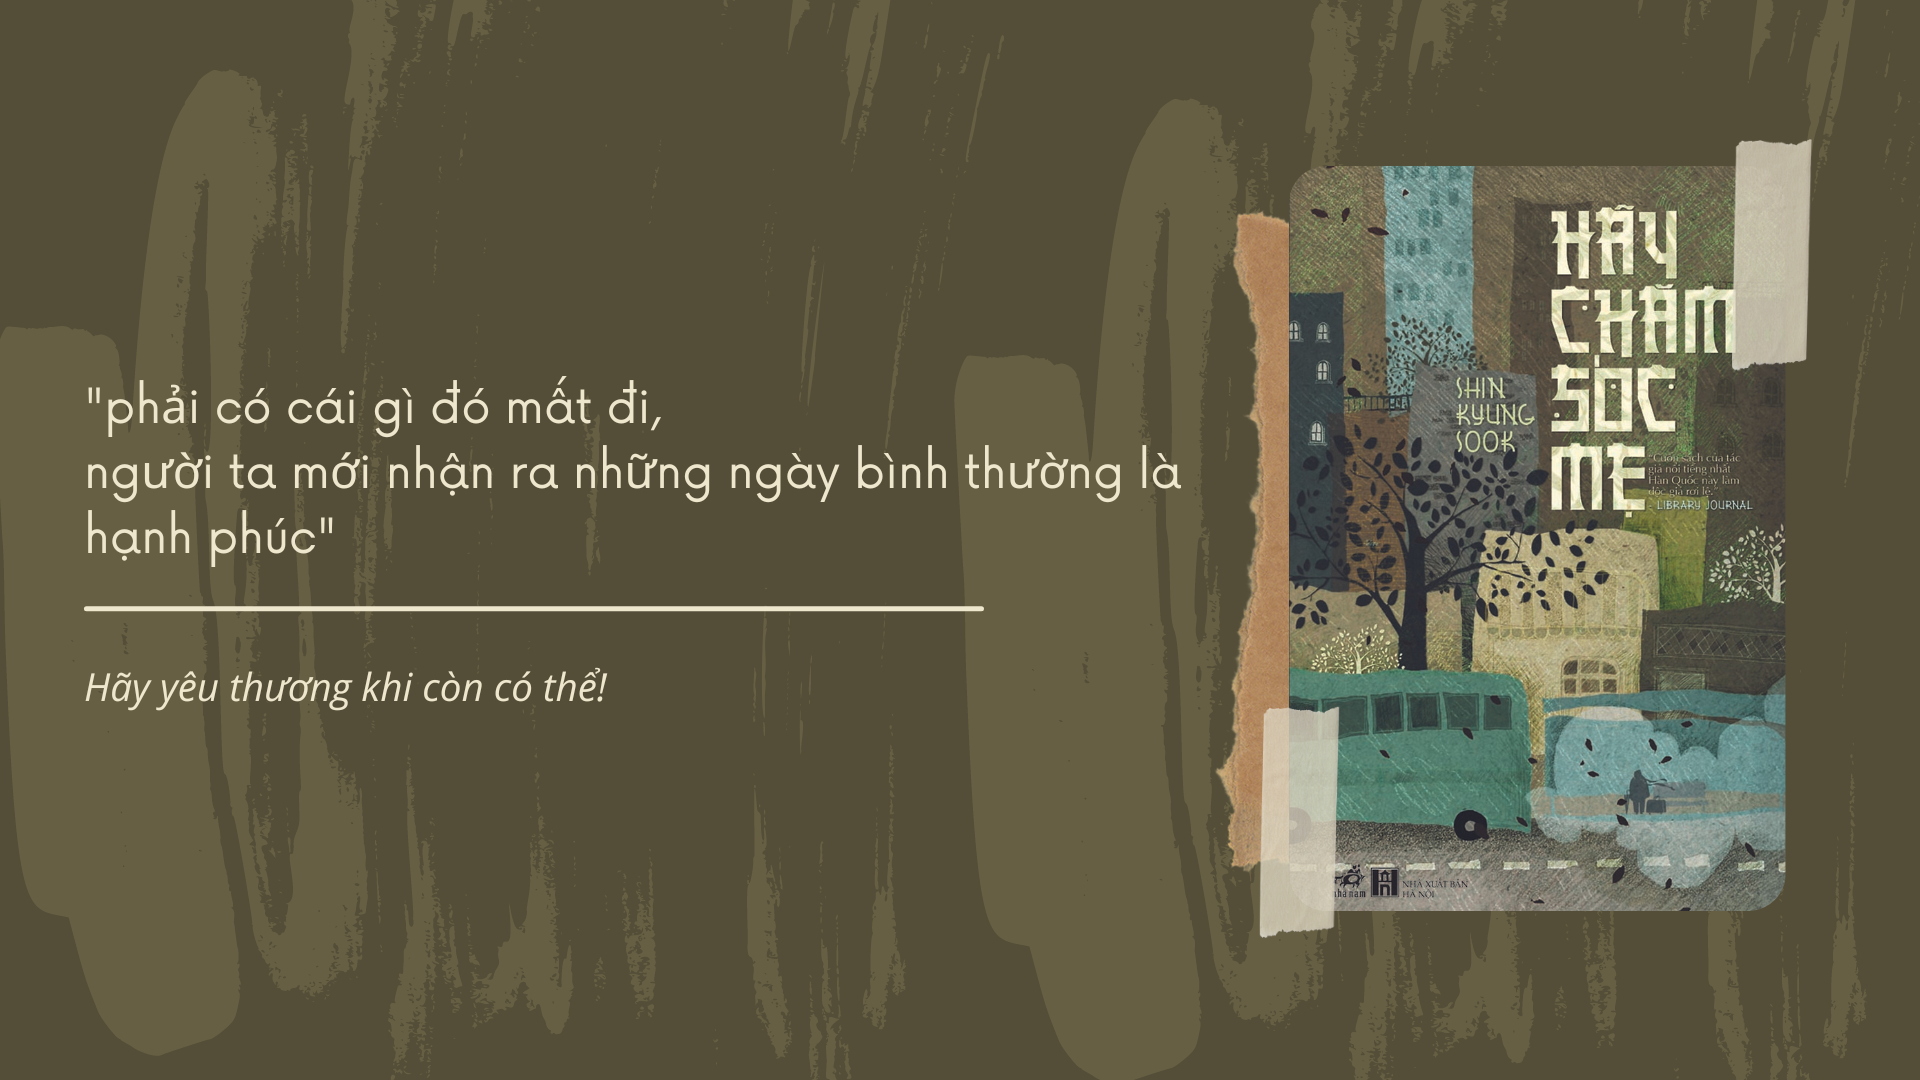 "phải có cái gì đó mất đi,
người ta mới nhận ra những ngày bình thường là
hạnh phúc"
Hãy yêu thương khi còn có thể!
HÃY
CHĂM
SÓC
MẸ
SHIN
KYUNG
SOOK
"Cuốn sách của tác
giả nổi tiếng nhất
Hàn Quốc này làm
độc giả rơi lệ."
- LIBRARY JOURNAL
nhã nam
NHÀ XUẤT BẢN
HÀ NỘI